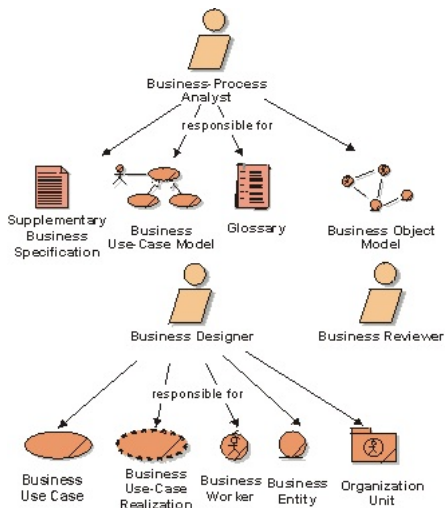 Business-Process
Analyst
responsible for
Supplementary
Business
Specification
Business
Use-Case Model
Glossary
Business Object
Model
Business Designer
Business Reviewer
responsible for
Business
Use Case
Business
Use-Case
Realization
Business
Worker
Business
Entity
Organization
Unit